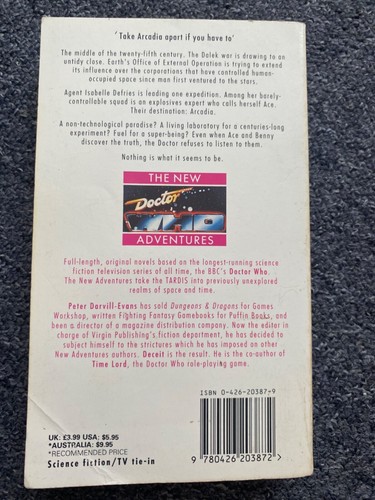 'Take Arcadia apart if you have to'
The middle of the twenty-fifth century. The Dalek war is drawing to an
untidy close. Earth's Office of External Operation is trying to extend
its influence over the corporations that have controlled human-
occupied space since man first ventured to the stars.
Agent Isabelle Defries is leading one expedition. Among her barely-
controllable squad is an explosives expert who calls herself Ace.
Their destination: Arcadia.
A non-technological paradise? A living laboratory for a centuries-long
experiment? Fuel for a super-being? Even when Ace and Benny
discover the truth, the Doctor refuses to listen to them.
Nothing is what it seems to be.
THE NEW
Doctor
ADVENTURES
Full-length, original novels based on the longest-running science
fiction television series of all time, the BBC's Doctor Who.
The New Adventures take the TARDIS into previously unexplored
realms of space and time.
Peter Darvill-Evans has sold Dungeons & Dragons for Games
Workshop, written Fighting Fantasy Gamebooks for Puffin Books, and
been a director of a magazine distribution company. Now the editor in
charge of Virgin Publishing's fiction department, he has decided to
subject himself to the strictures which he has imposed on other
New Adventures authors. Deceit is the result. He is the co-author of
Time Lord, the Doctor Who role-playing game.
ISBN 0-426-20387-9
UK: £3.99 USA: $5.95
*AUSTRALIA: $9.95
*RECOMMENDED PRICE
Science fiction/TV tie-in
9 780426 203872 >